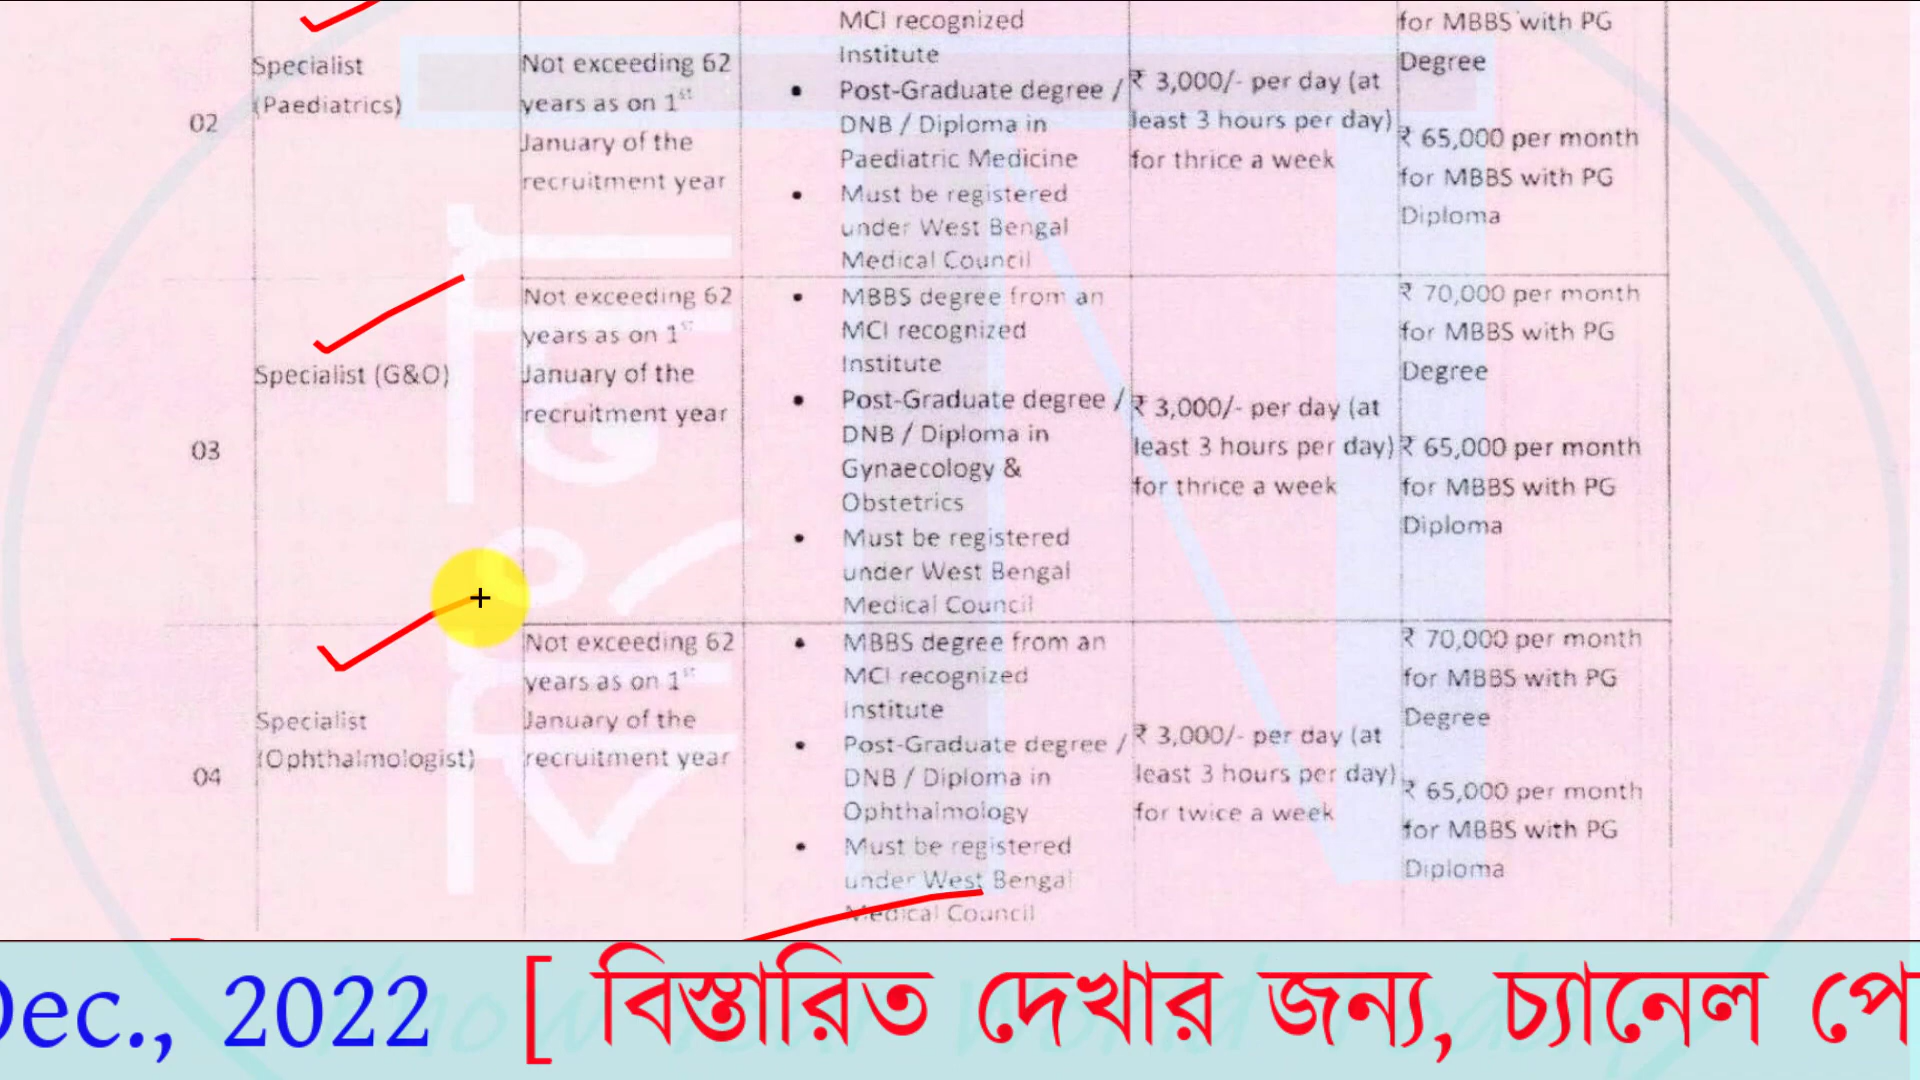 02
Specialist
(Paediatrics)
Not exceeding 62
years as on 1st
January of the
recruitment year
MCI recognized
Institute
• Post-Graduate degree /
DNB / Diploma in
Paediatric Medicine
• Must be registered
under West Bengal
Medical Council
₹ 3,000/- per day (at
least 3 hours per day)
for thrice a week
for MBBS with PG
Degree
₹ 65,000 per month
for MBBS with PG
Diploma
03
Specialist (G&O)
Not exceeding 62
years as on 1st
January of the
recruitment year
• MBBS degree from an
MCI recognized
Institute
• Post-Graduate degree /
DNB / Diploma in
Gynaecology &
Obstetrics
• Must be registered
under West Bengal
Medical Council
₹ 3,000/- per day (at
least 3 hours per day)
for thrice a week
₹ 70,000 per month
for MBBS with PG
Degree
₹ 65,000 per month
for MBBS with PG
Diploma
04
Specialist
(Ophthalmologist)
Not exceeding 62
years as on 1st
January of the
recruitment year
• MBBS degree from an
MCI recognized
Institute
• Post-Graduate degree /
DNB / Diploma in
Ophthalmology
• Must be registered
under West Bengal
Medical Council
₹ 3,000/- per day (at
least 3 hours per day)
for twice a week
₹ 70,000 per month
for MBBS with PG
Degree
₹ 65,000 per month
for MBBS with PG
Diploma
Dec., 2022 [ বিস্তারিত দেখার জন্য, চ্যানেল পে